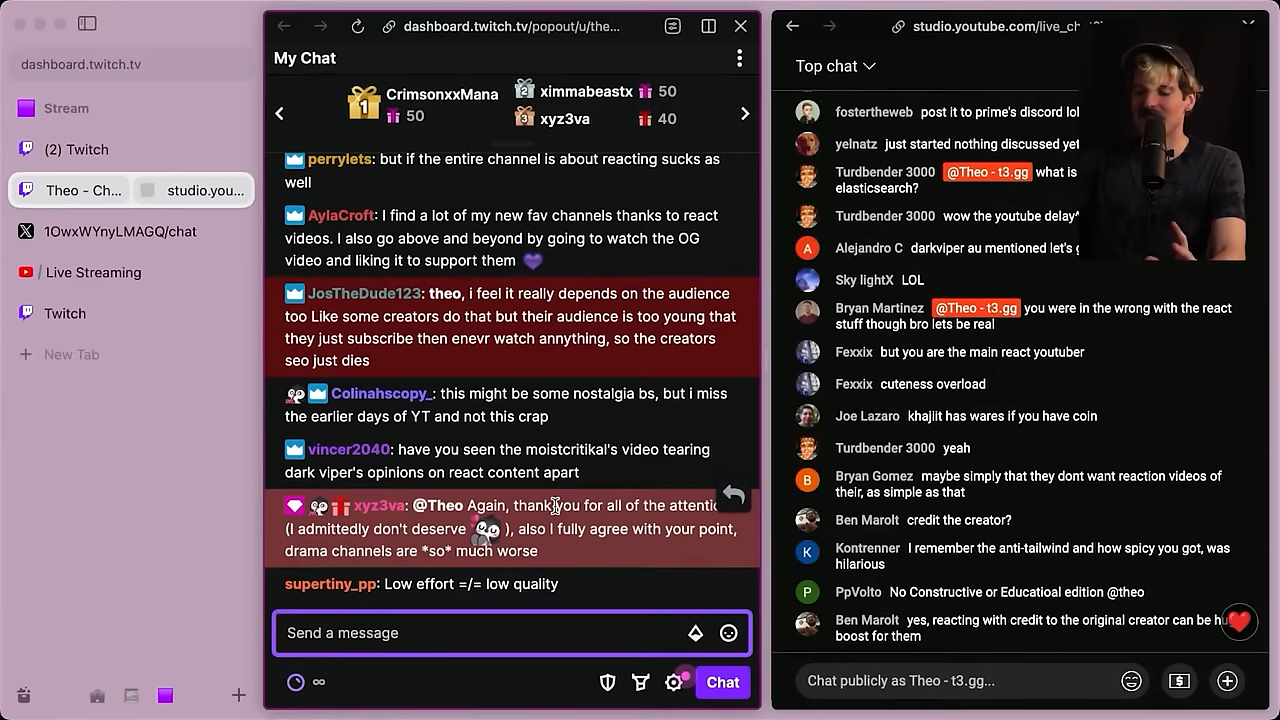 dashboard.twitch.tv
Stream
(2) Twitch
Theo - Ch...
studio.you...
1OwxWYnyLMAGQ/chat
/ Live Streaming
Twitch
New Tab
dashboard.twitch.tv/popout/u/the...
My Chat
1
CrimsonxxMana
50
2
ximmabeastx
50
3
xyz3va
40
perrylets: but if the entire channel is about reacting sucks as
well
AylaCroft: I find a lot of my new fav channels thanks to react
videos. I also go above and beyond by going to watch the OG
video and liking it to support them
JosTheDude123: theo, i feel it really depends on the audience
too Like some creators do that but their audience is too young that
they just subscribe then enevr watch annything, so the creators
seo just dies
Colinahscopy_: this might be some nostalgia bs, but i miss
the earlier days of YT and not this crap
vincer2040: have you seen the moistcritikal's video tearing
dark viper's opinions on react content apart
xyz3va: @Theo Again, thank you for all of the attentio
(I admittedly don't deserve ), also I fully agree with your point,
drama channels are *so* much worse
supertiny_pp: Low effort =/= low quality
Send a message
Chat
studio.youtube.com/live_ch
Top chat
fostertheweb post it to prime's discord lol
yelnatz just started nothing discussed yet
Turdbender 3000 @Theo - t3.gg what is
elasticsearch?
Turdbender 3000 wow the youtube delay
A
Alejandro C darkviper au mentioned let's g
Sky lightX LOL
Bryan Martinez @Theo - t3.gg you were in the wrong with the react
stuff though bro lets be real
Fexxix but you are the main react youtuber
Fexxix cuteness overload
Joe Lazaro khajiit has wares if you have coin
Turdbender 3000 yeah
B
Bryan Gomez maybe simply that they dont want reaction videos of
their, as simple as that
Ben Marolt credit the creator?
K
Kontrenner I remember the anti-tailwind and how spicy you got, was
hilarious
P
PpVolto No Constructive or Educatioal edition @theo
Ben Marolt yes, reacting with credit to the original creator can be hu
boost for them
Chat publicly as Theo - t3.gg...